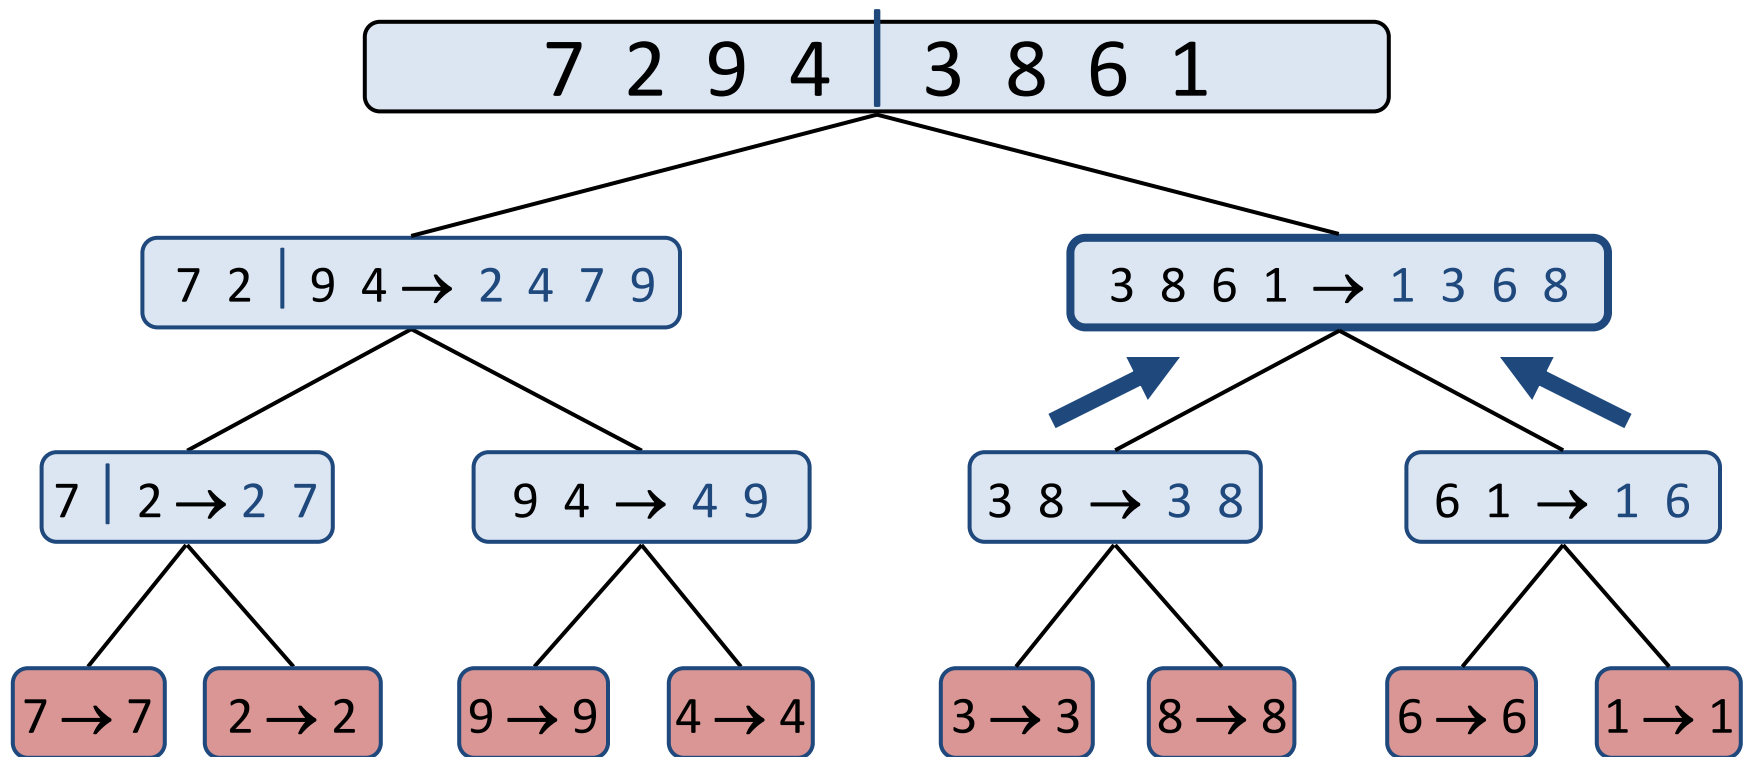 7 2 9 4 | 3 8 6 1
7 2 | 9 4 → 2 4 7 9
3 8 6 1 → 1 3 6 8
7 | 2 → 2 7
9 4 → 4 9
3 8 → 3 8
6 1 → 1 6
7 → 7
2 → 2
9 → 9
4 → 4
3 → 3
8 → 8
6 → 6
1 → 1